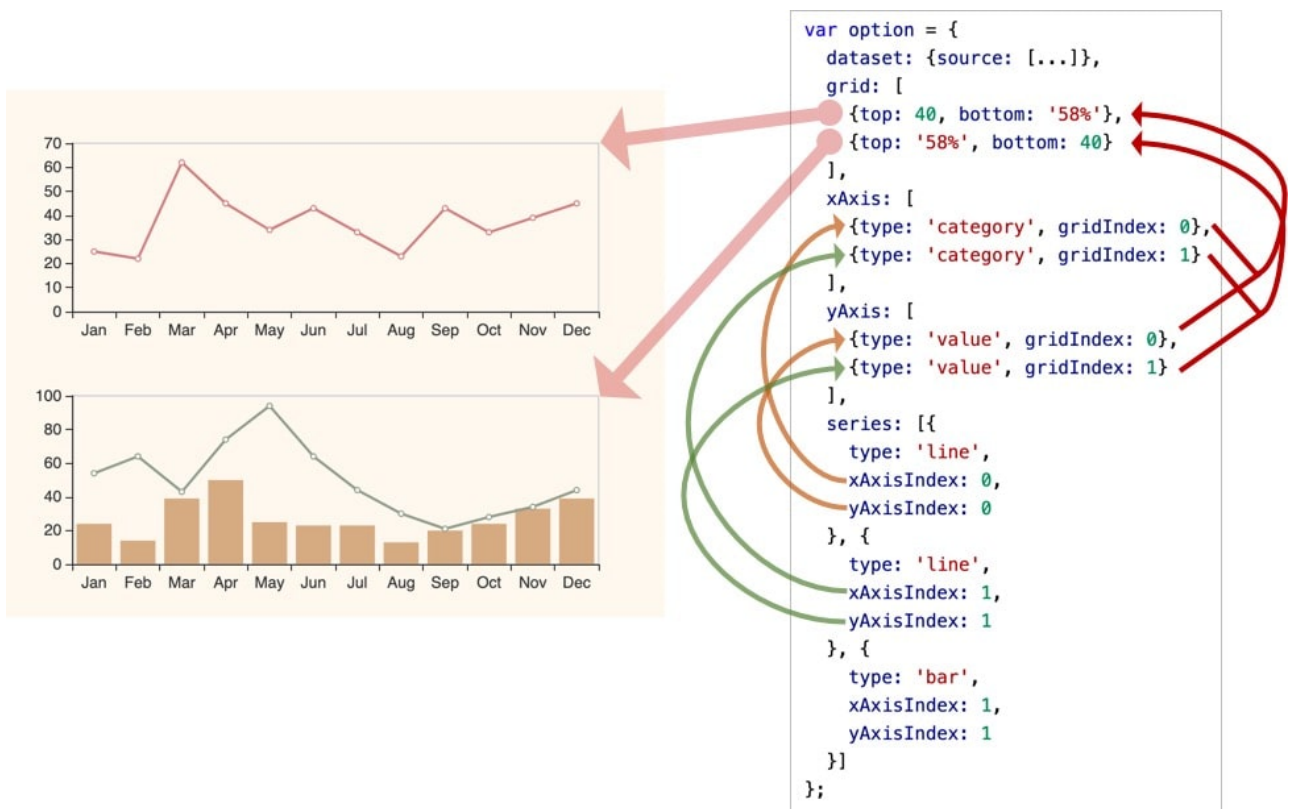 70
60
50
40
30
20
10
0
Jan Feb Mar Apr May Jun Jul Aug Sep Oct Nov Dec
100
80
60
40
20
0
Jan Feb Mar Apr May Jun Jul Aug Sep Oct Nov Dec
var option = {
  dataset: {source: [...]},
  grid: [
    {top: 40, bottom: '58%'},
    {top: '58%', bottom: 40}
  ],
  xAxis: [
    {type: 'category', gridIndex: 0},
    {type: 'category', gridIndex: 1}
  ],
  yAxis: [
    {type: 'value', gridIndex: 0},
    {type: 'value', gridIndex: 1}
  ],
  series: [{
    type: 'line',
    xAxisIndex: 0,
    yAxisIndex: 0
  }, {
    type: 'line',
    xAxisIndex: 1,
    yAxisIndex: 1
  }, {
    type: 'bar',
    xAxisIndex: 1,
    yAxisIndex: 1
  }]
};